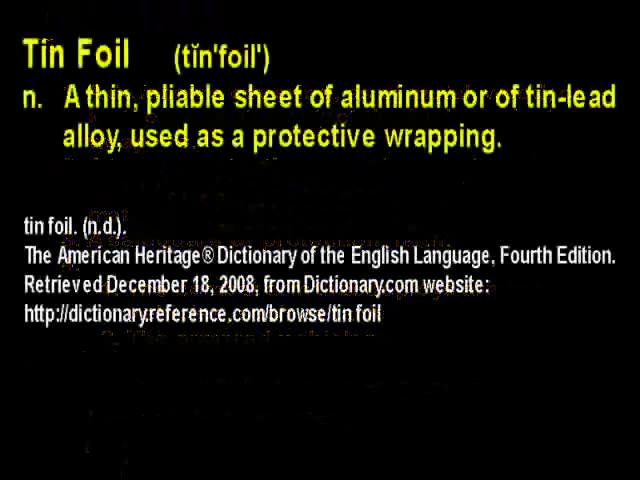 Tin Foil (tĭn'foil')
n. A thin, pliable sheet of aluminum or of tin-lead
alloy, used as a protective wrapping.
tin foil. (n.d.).
The American Heritage® Dictionary of the English Language, Fourth Edition.
Retrieved December 18, 2008, from Dictionary.com website:
http://dictionary.reference.com/browse/tin foil